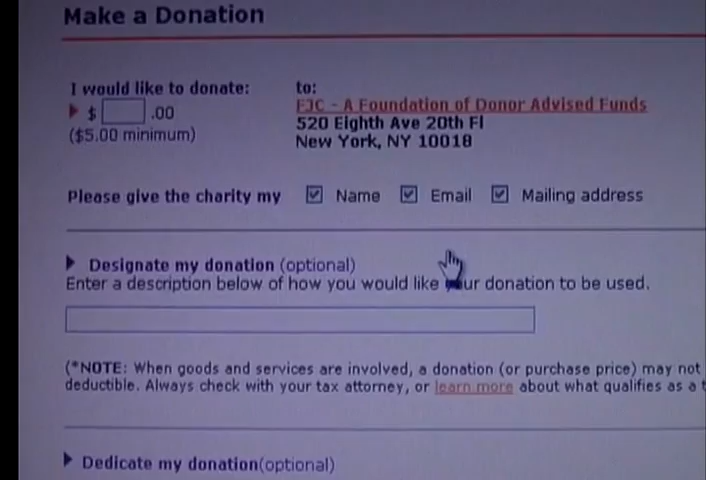 Make a Donation
I would like to donate:
$ .00
($5.00 minimum)
to:
FJC - A Foundation of Donor Advised Funds
520 Eighth Ave 20th Fl
New York, NY 10018
Please give the charity my Name Email Mailing address
Designate my donation (optional)
Enter a description below of how you would like your donation to be used.
(*NOTE: When goods and services are involved, a donation (or purchase price) may not
deductible. Always check with your tax attorney, or learn more about what qualifies as a
Dedicate my donation(optional)